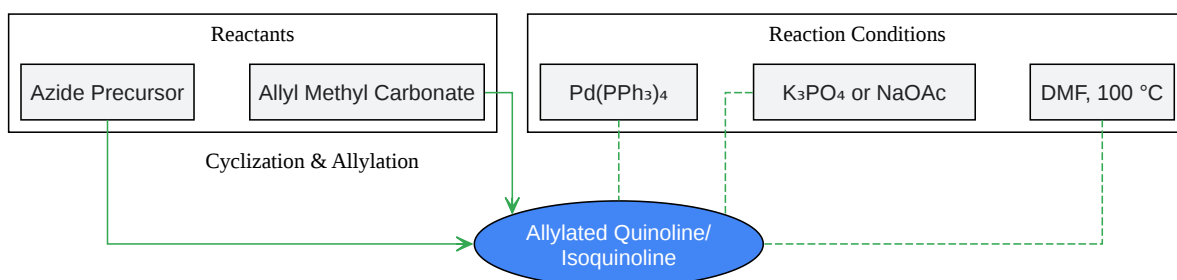 Reactants
Reaction Conditions
Azide Precursor
Allyl Methyl Carbonate
Pd(PPh₃)₄
K₃PO₄ or NaOAc
DMF, 100 °C
Cyclization & Allylation
Allylated Quinoline/
Isoquinoline